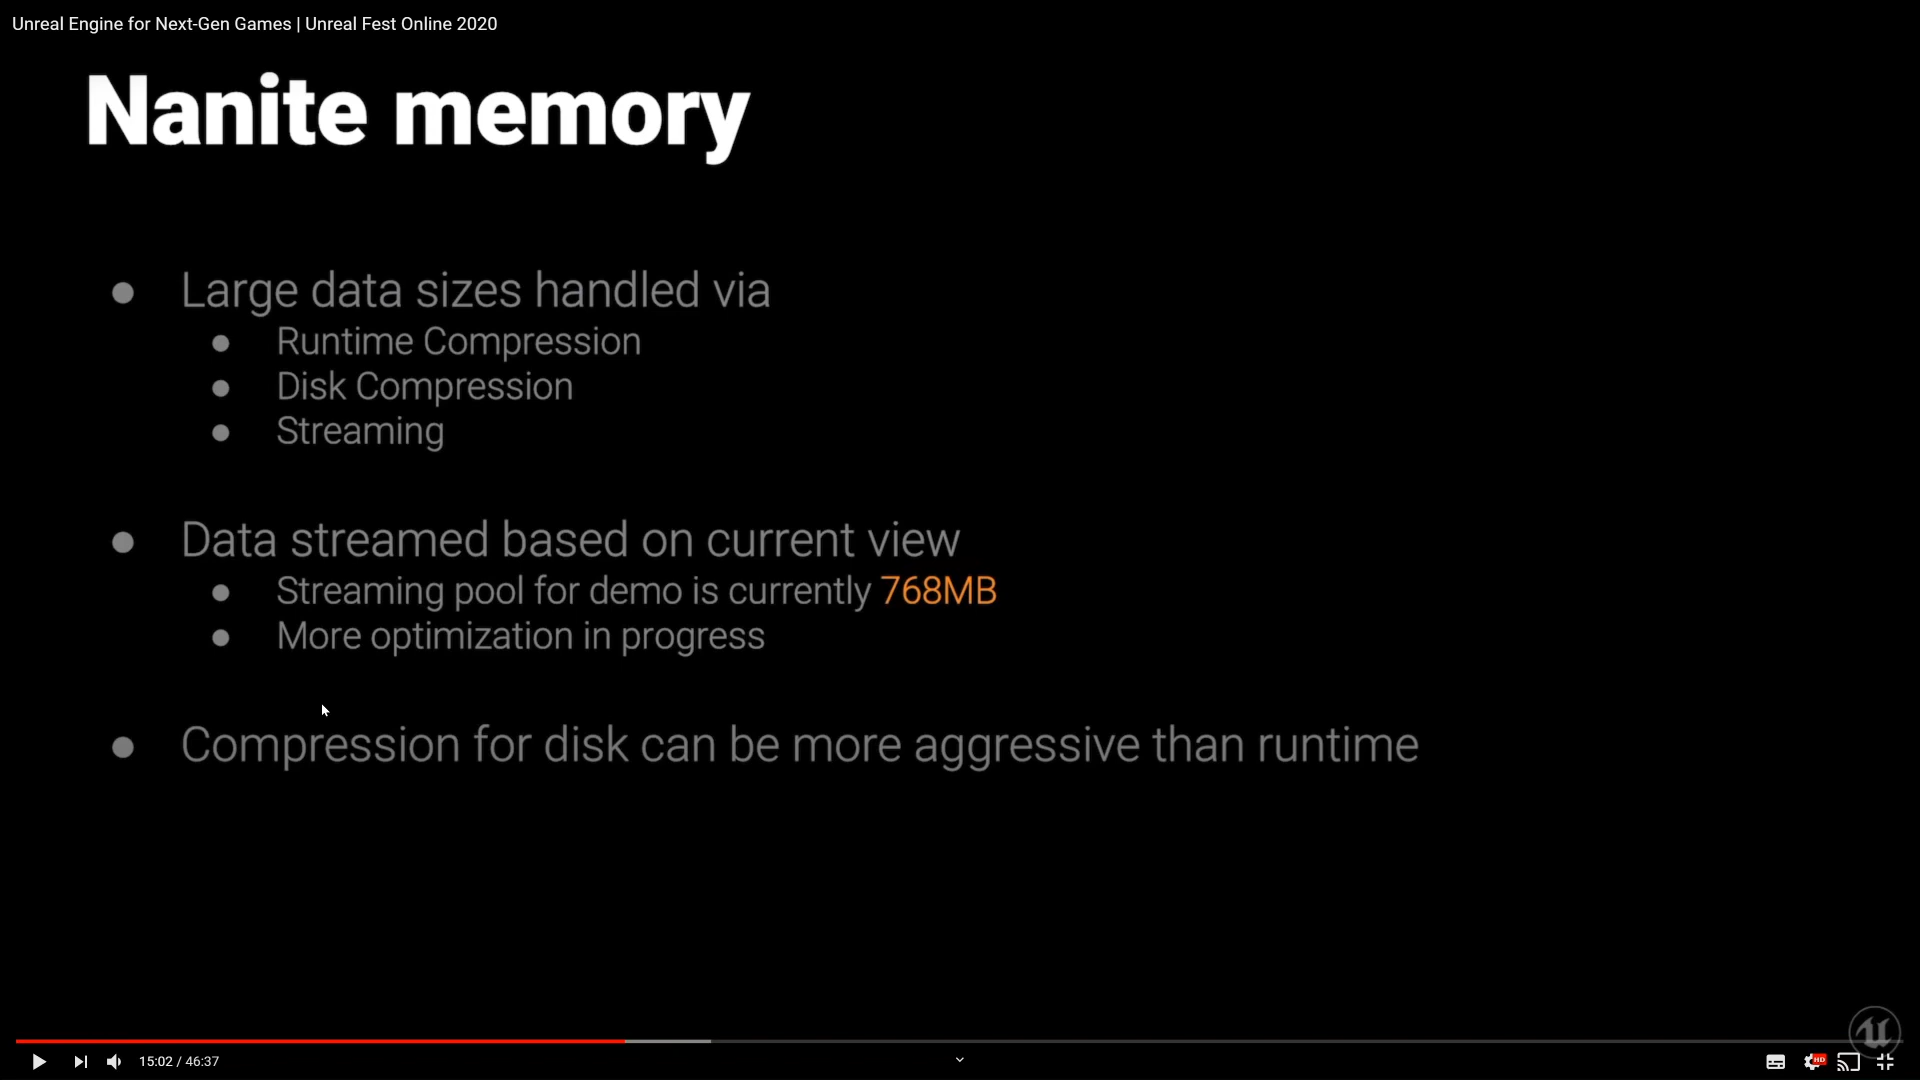 Unreal Engine for Next-Gen Games | Unreal Fest Online 2020
Nanite memory
Large data sizes handled via
Runtime Compression
Disk Compression
Streaming
Data streamed based on current view
Streaming pool for demo is currently 768MB
More optimization in progress
Compression for disk can be more aggressive than runtime
15:02 / 46:37
HD